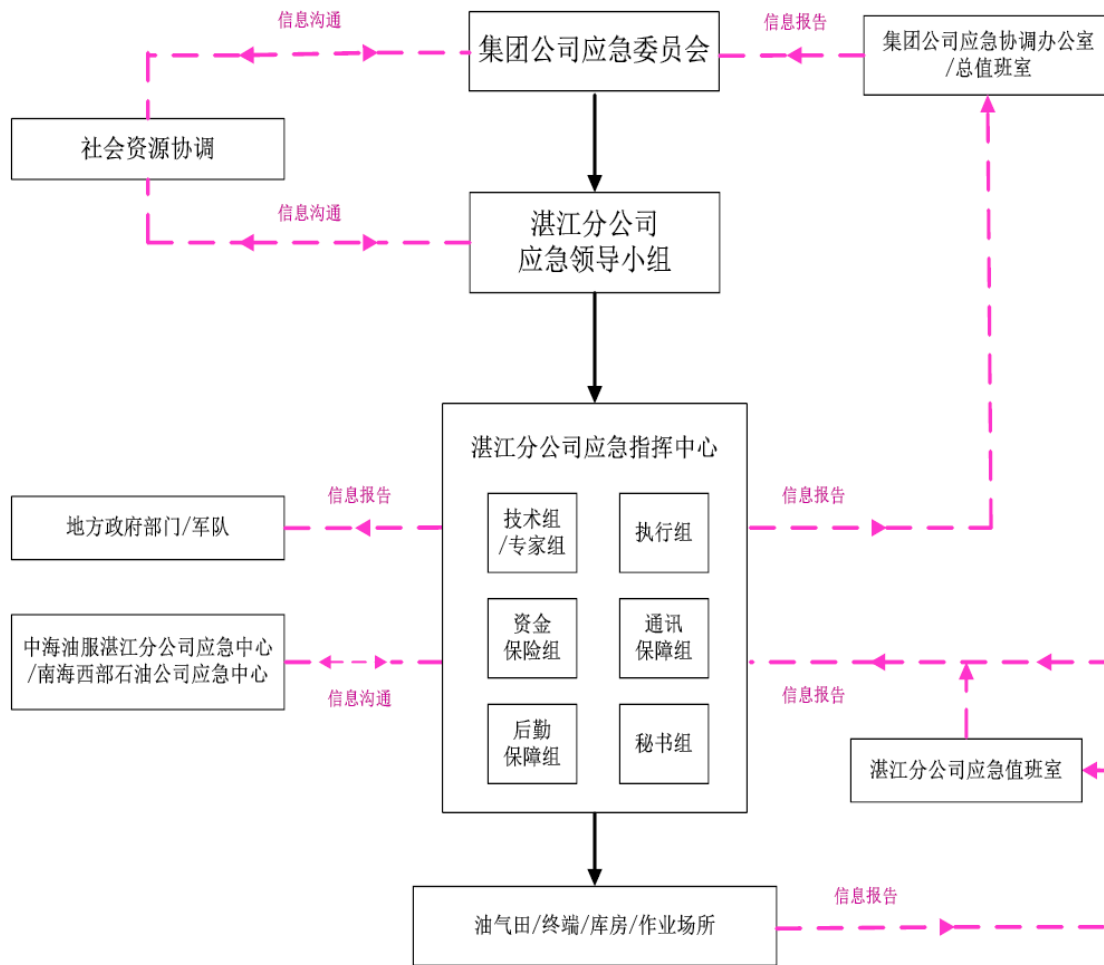 信息沟通
信息报告
集团公司应急委员会
集团公司应急协调办公室
/总值班室
社会资源协调
信息沟通
湛江分公司
应急领导小组
湛江分公司应急指挥中心
信息报告
信息报告
地方政府部门/军队
技术组
/专家组
执行组
中海油服湛江分公司应急中心
/南海西部石油公司应急中心
资金
保险组
通讯
保障组
信息沟通
信息报告
后勤
保障组
秘书组
湛江分公司应急值班室
信息报告
油气田/终端/库房/作业场所